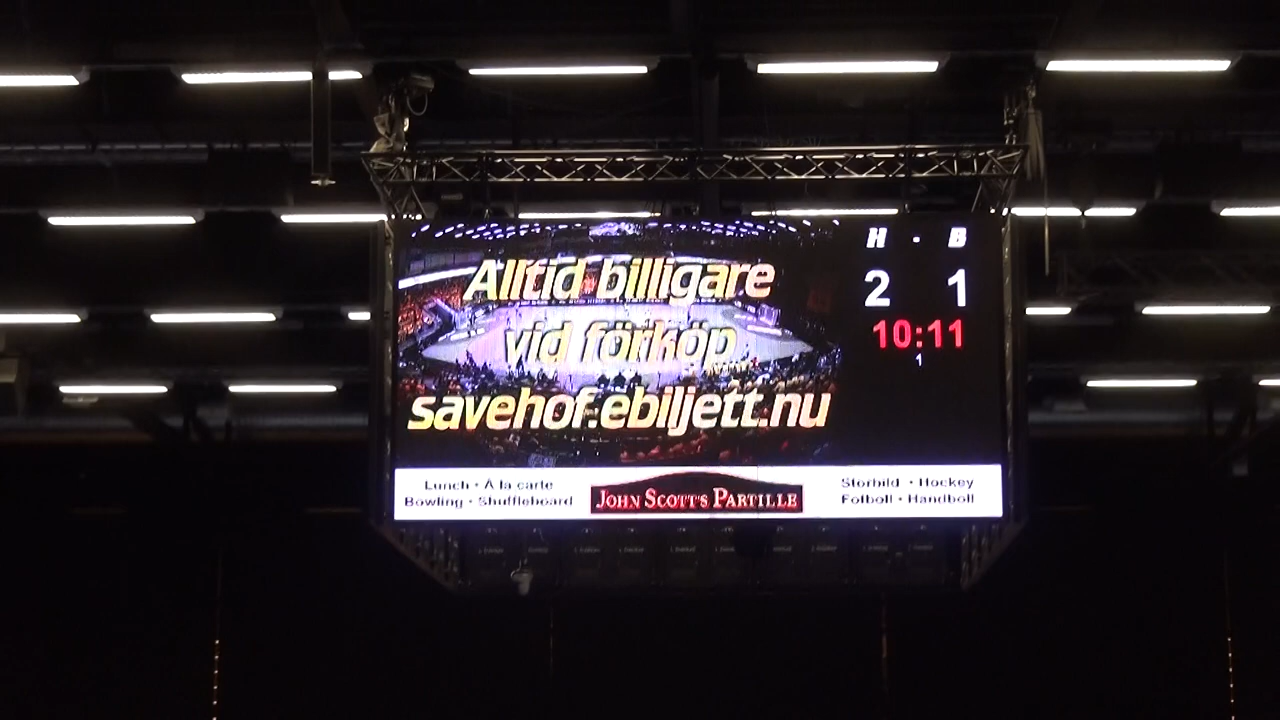 H - B
2 1
10:11
1
Alltid billigare
vid förköp
savehof.ebiljett.nu
Lunch • À la carte
Bowling • Shuffleboard
JOHN SCOTT'S PARTILLE
Storbild • Hockey
Fotboll • Handboll